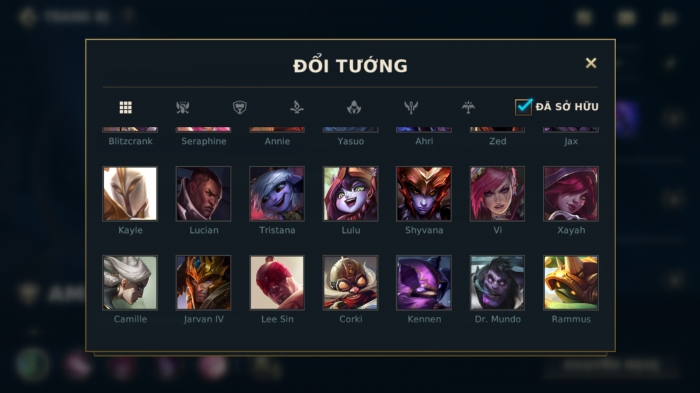 ĐỔI TƯỚNG
ĐÃ SỞ HỮU
Blitzcrank Seraphine Annie Yasuo Ahri Zed Jax
Kayle Lucian Tristana Lulu Shyvana Vi Xayah
Camille Jarvan IV Lee Sin Corki Kennen Dr. Mundo Rammus